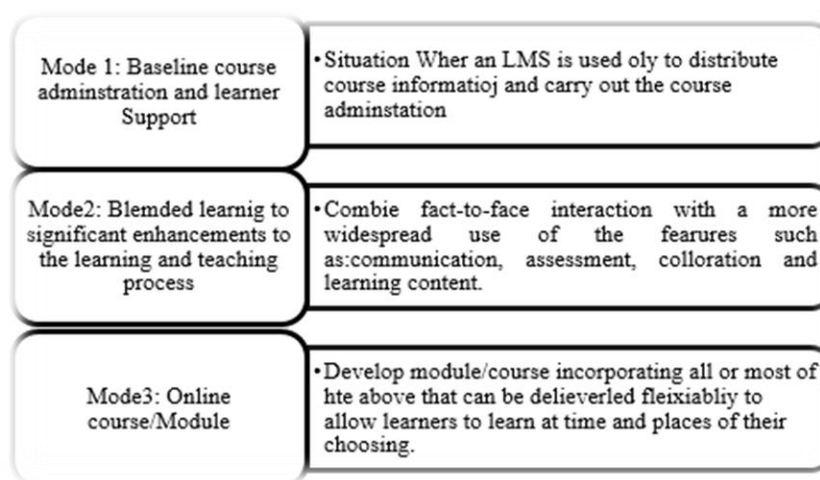 Mode 1: Baseline course
adminstration and learner
Support
•Situation Wher an LMS is used oly to distribute
course informatioj and carry out the course
adminstation
Mode2: Blemded learnig to
significant enhancements to
the learning and teaching
process
•Combie fact-to-face interaction with a more
widespread use of the fearures such
as:communication, assessment, colloration and
learning content.
Mode3: Online
course/Module
•Develop module/course incorporating all or most of
hte above that can be delieverled fleixiabliy to
allow learners to learn at time and places of their
choosing.